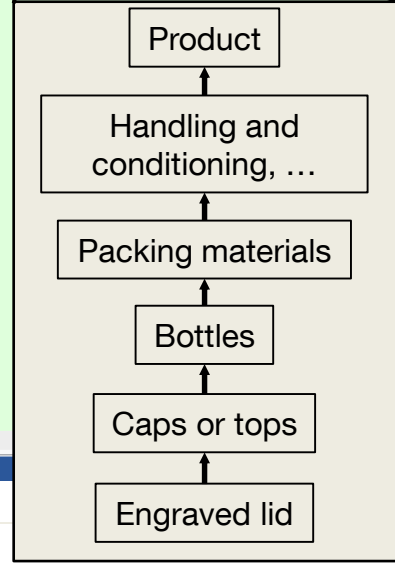 Product
Handling and
conditioning, …
Packing materials
Bottles
Caps or tops
Engraved lid